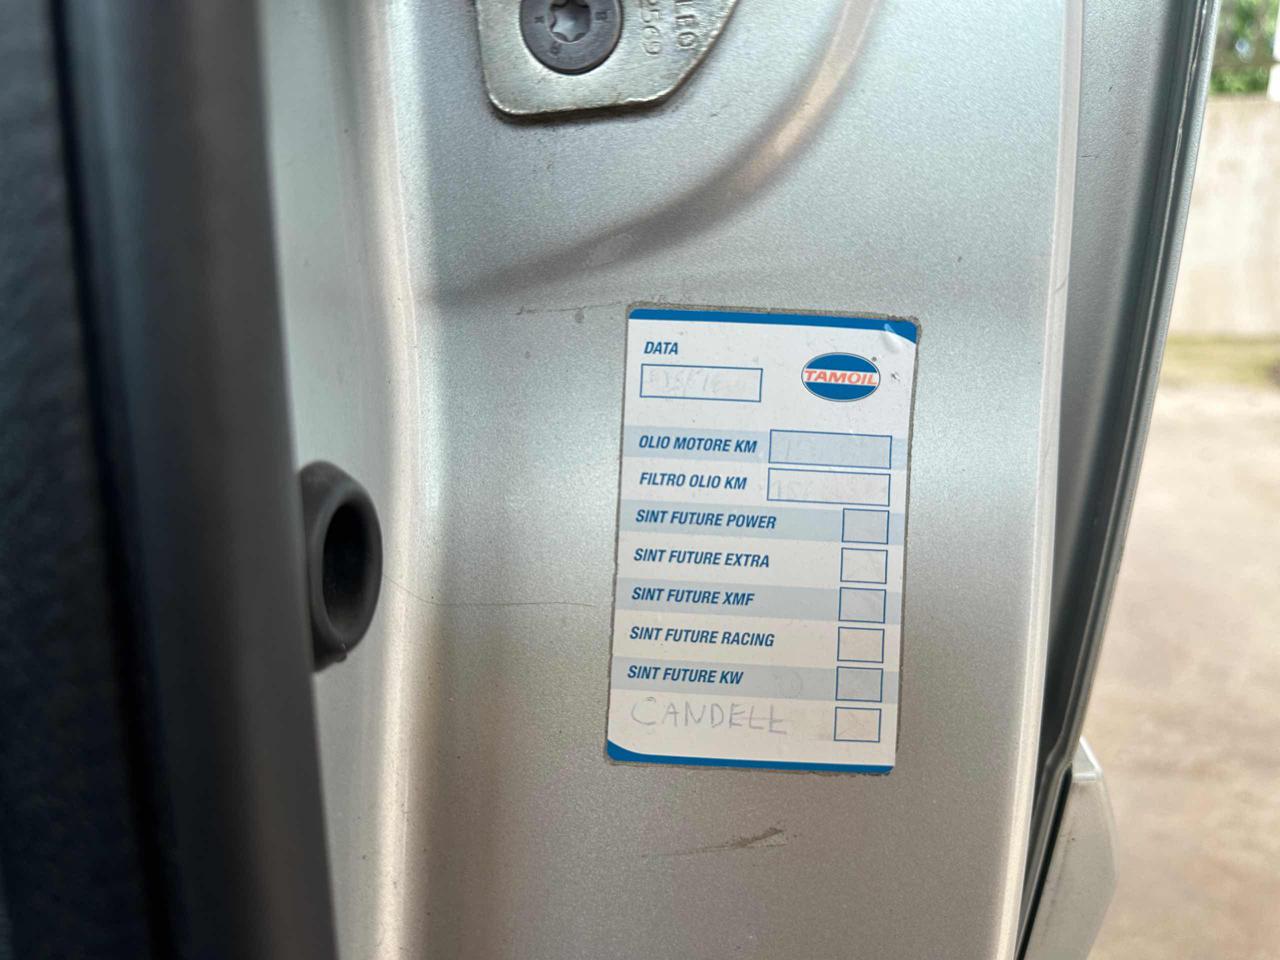 2569
DATA
TAMOIL
OLIO MOTORE KM
FILTRO OLIO KM
SINT FUTURE POWER
SINT FUTURE EXTRA
SINT FUTURE XMF
SINT FUTURE RACING
SINT FUTURE KW
CANDELE